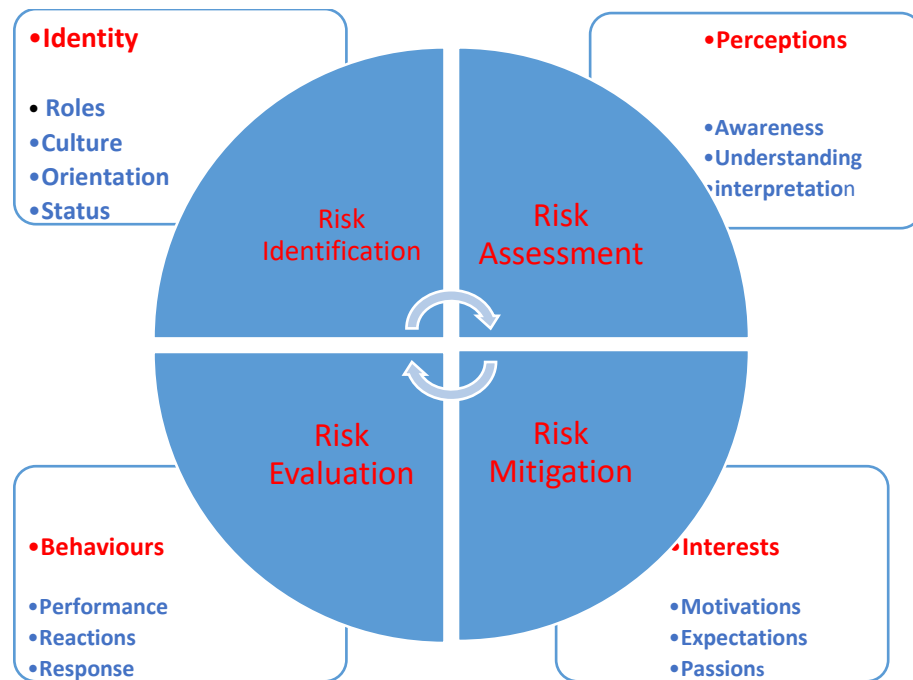 •Identity
• Roles
•Culture
•Orientation
•Status
•Perceptions
•Awareness
•Understanding
•interpretation
Risk
Identification
Risk
Assessment
Risk
Evaluation
Risk
Mitigation
•Behaviours
•Performance
•Reactions
•Response
•Interests
•Motivations
•Expectations
•Passions